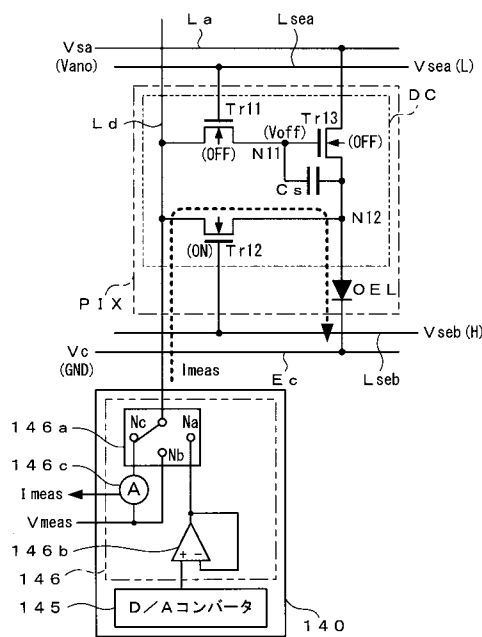 La
Lsea
Vsa
(Vano)
Vsea(L)
DC
Ld
Tr11
Tr13
(Voff)
(OFF)
N11
(OFF)
Cs
N12
(ON)
Tr12
OEL
PIX
Vseb(H)
Vc
(GND)
Imeas
Ec
Lseb
146a
Nc
Na
Nb
146c
A
Imeas
Vmeas
146b
+ -
146
145
D/Aコンバータ
140